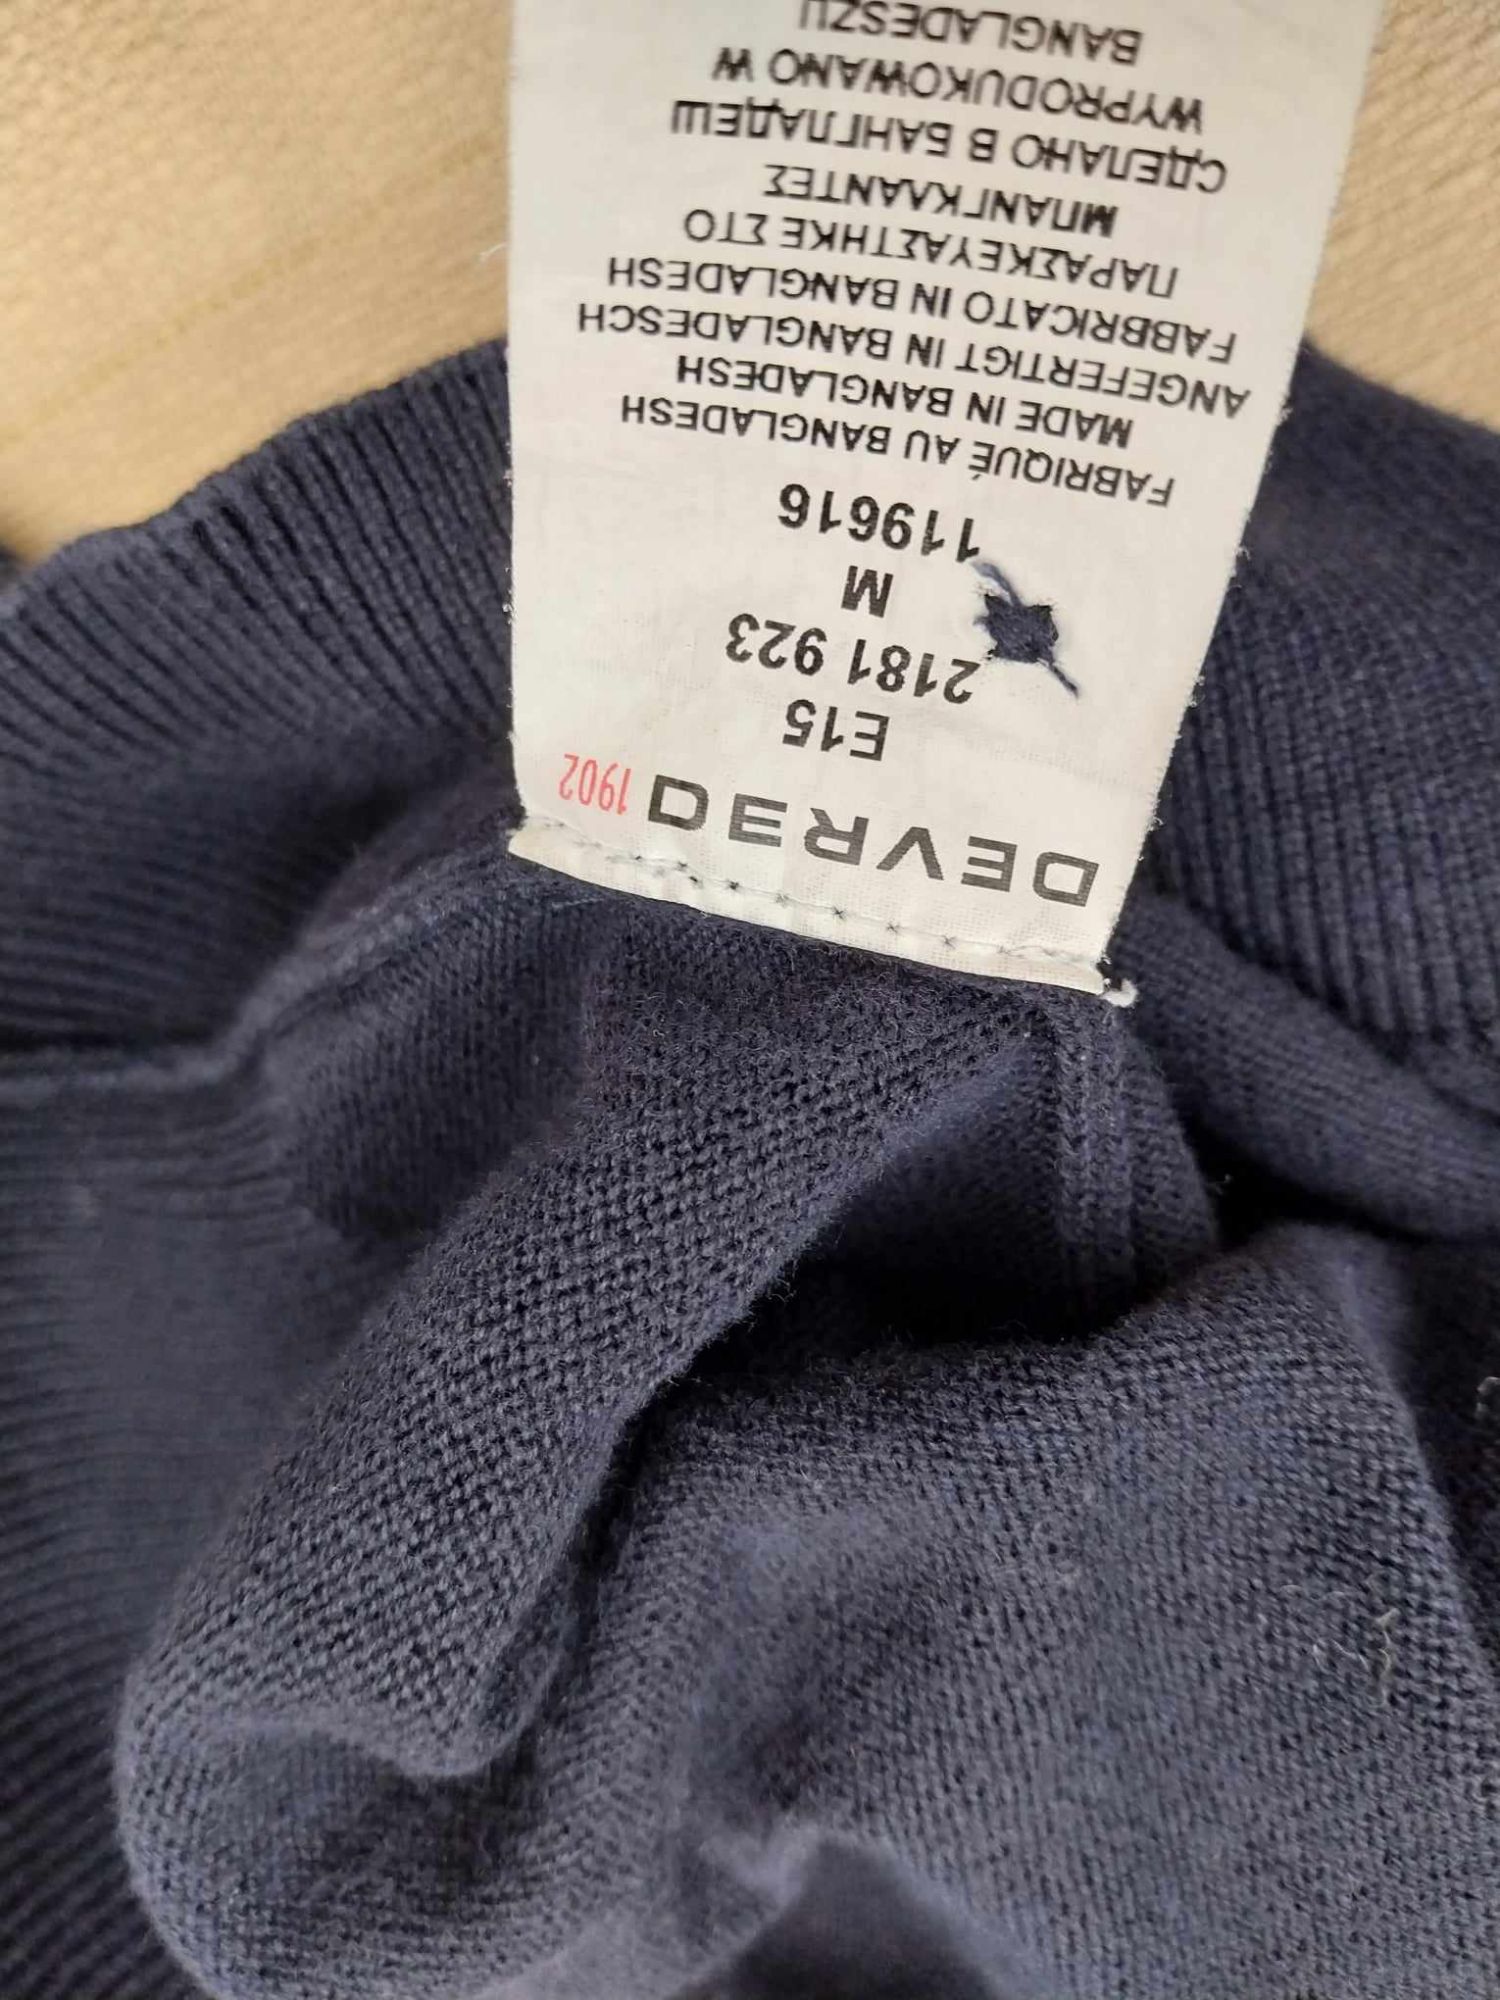 DEVRED 1902
E15
2181 923
M
119616
FABRIQUÉ AU BANGLADESH
MADE IN BANGLADESH
ANGEFERTIGT IN BANGLADESCH
FABBRICATO IN BANGLADESH
ΠΑΡΑΣΚΕΥΑΣΤΗΚΕ ΣΤΟ
ΜΠΑΝΓΚΛΑΝΤΕΣ
СДЕЛАНО В БАНГЛАДЕШ
WYPRODUKOWANO W
BANGLADESZU